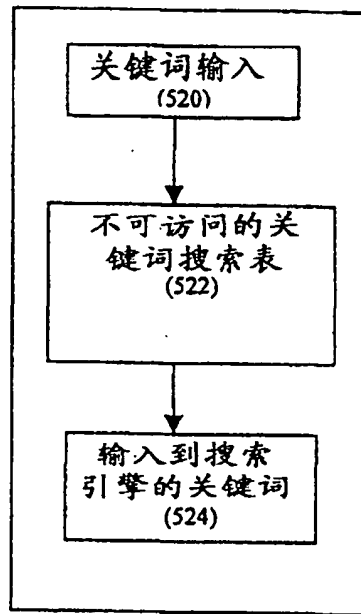 关键词输入
(520)
不可访问的关
键词搜索表
(522)
输入到搜索
引擎的关键词
(524)